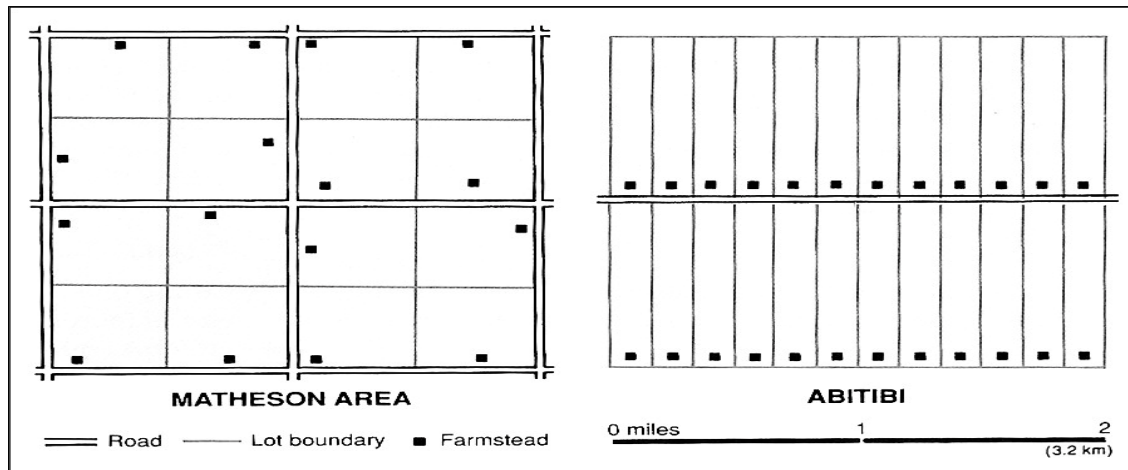 MATHESON AREA
Road Lot boundary Farmstead
ABITIBI
0 miles 1 2
(3.2 km)